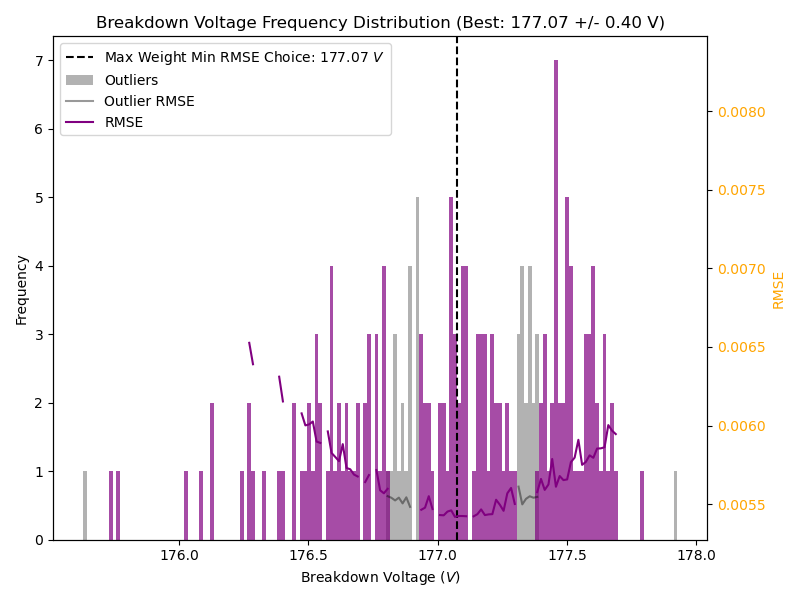 Breakdown Voltage Frequency Distribution (Best: 177.07 +/- 0.40 V)
Max Weight Min RMSE Choice: 177.07 V
Outliers
Outlier RMSE
RMSE
7
6
5
4
3
2
1
0
Frequency
0.0080
0.0075
0.0070
0.0065
0.0060
0.0055
RMSE
176.0 176.5 177.0 177.5 178.0
Breakdown Voltage (V)